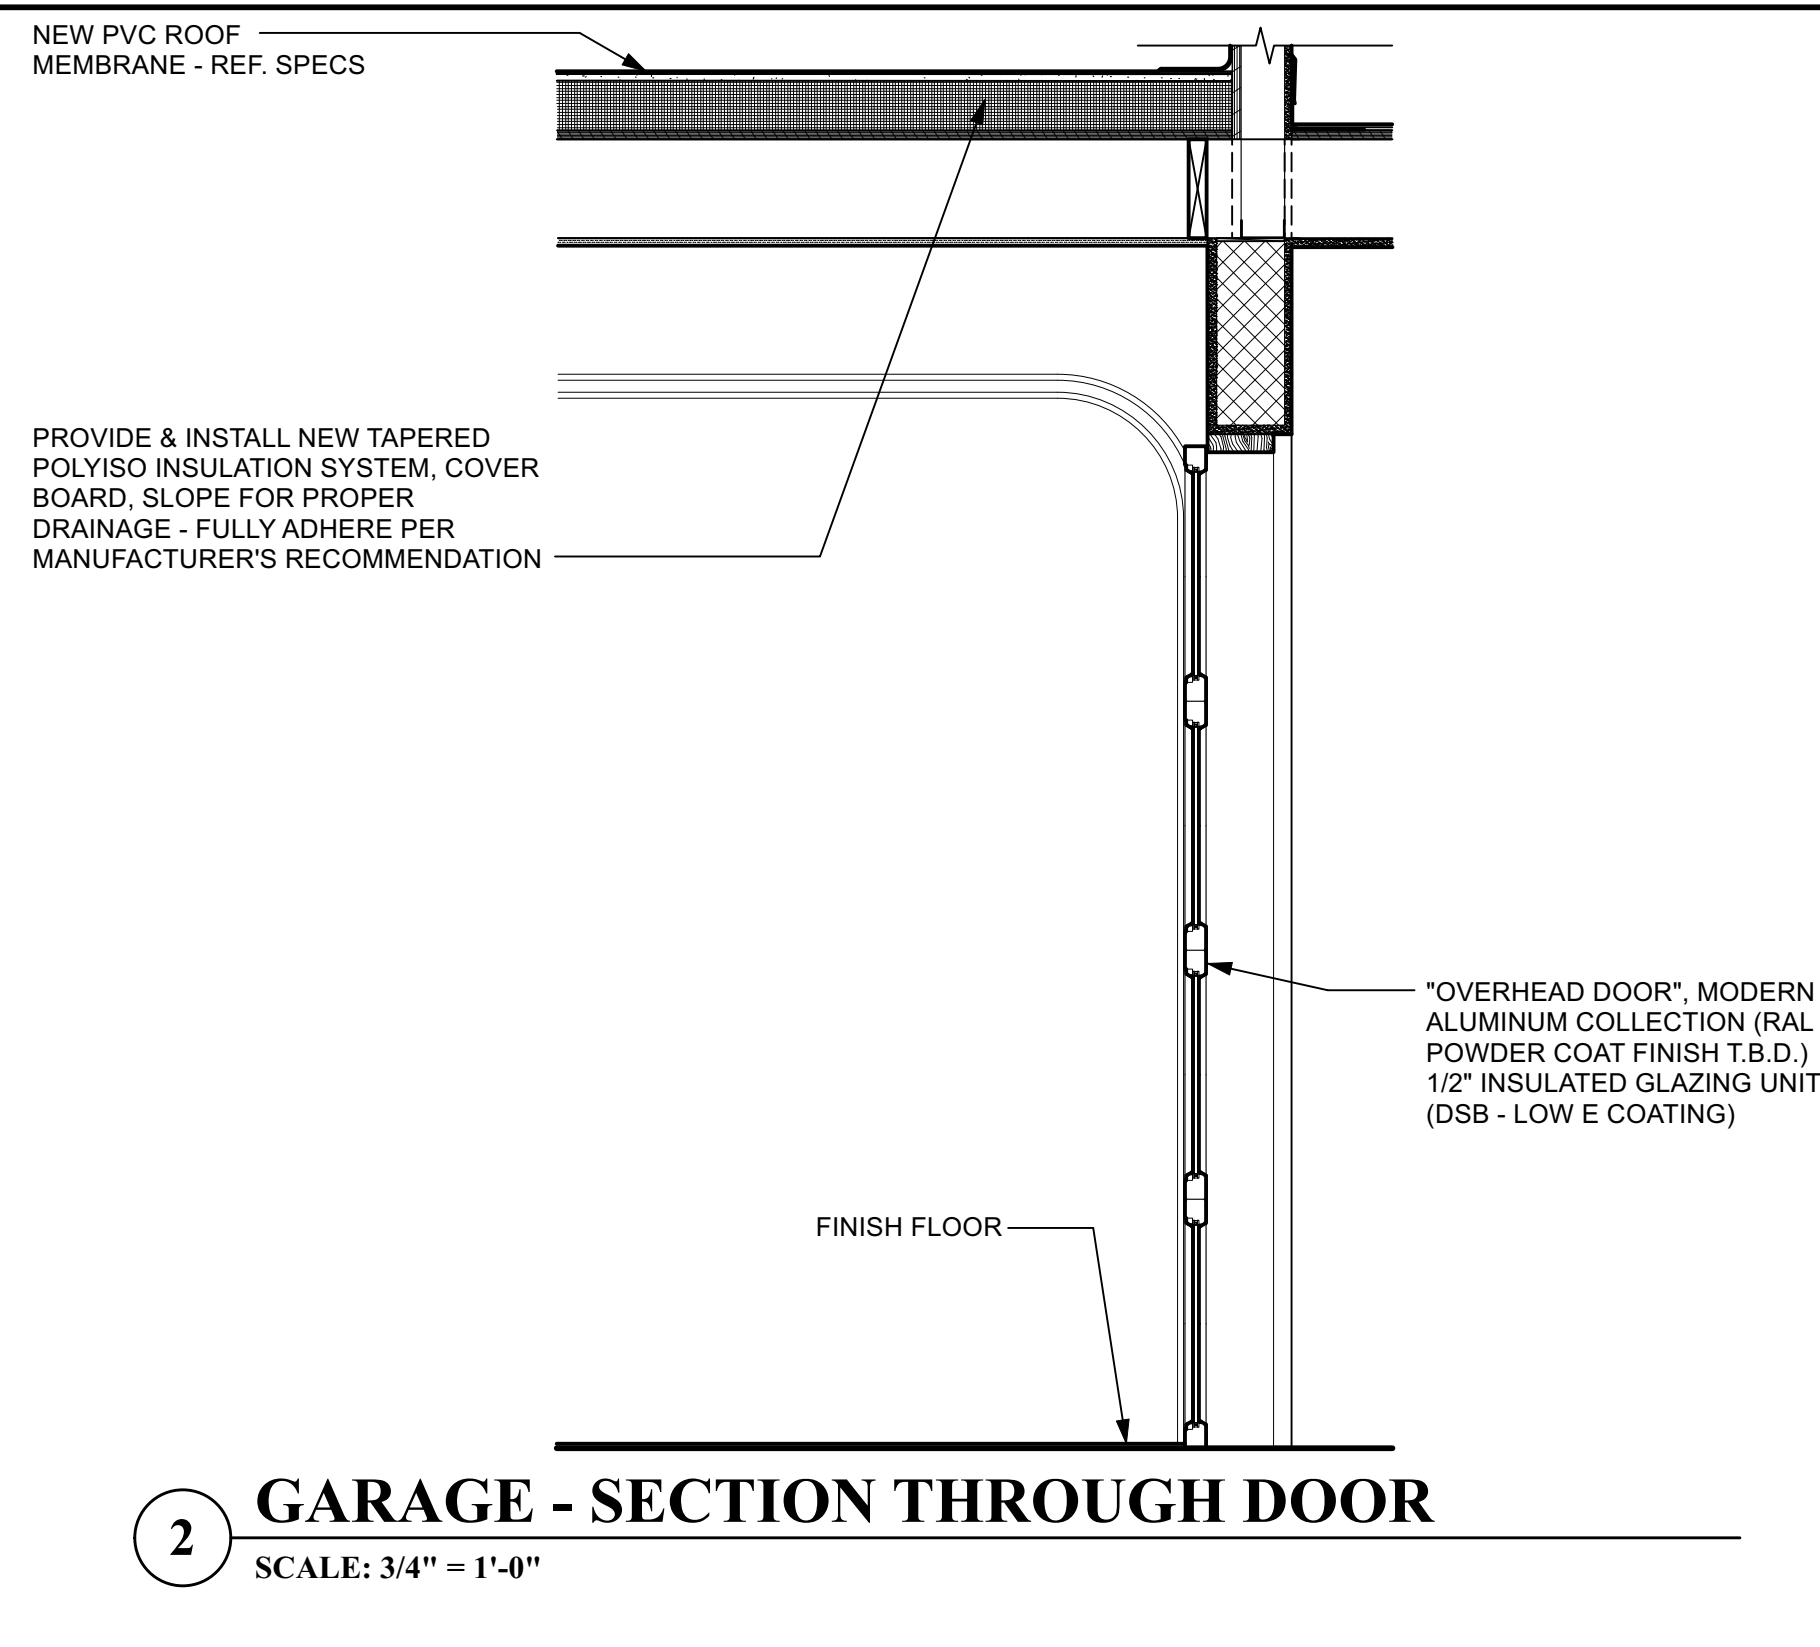 NEW PVC ROOF
MEMBRANE - REF. SPECS
PROVIDE & INSTALL NEW TAPERED
POLYISO INSULATION SYSTEM, COVER
BOARD, SLOPE FOR PROPER
DRAINAGE - FULLY ADHERE PER
MANUFACTURER'S RECOMMENDATION
"OVERHEAD DOOR", MODERN
ALUMINUM COLLECTION (RAL
POWDER COAT FINISH T.B.D.)
1/2" INSULATED GLAZING UNIT
(DSB - LOW E COATING)
FINISH FLOOR
2
GARAGE - SECTION THROUGH DOOR
SCALE: 3/4" = 1'-0"